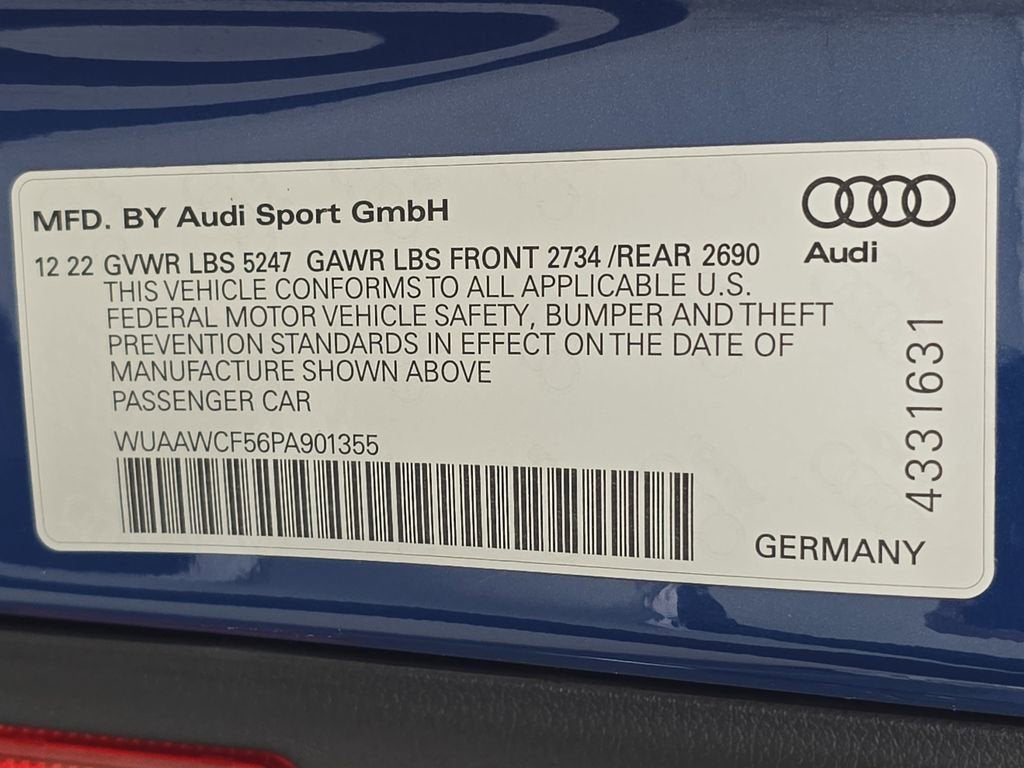 MFD. BY Audi Sport GmbH
Audi
12 22 GVWR LBS 5247 GAWR LBS FRONT 2734 /REAR 2690
THIS VEHICLE CONFORMS TO ALL APPLICABLE U.S.
FEDERAL MOTOR VEHICLE SAFETY, BUMPER AND THEFT
PREVENTION STANDARDS IN EFFECT ON THE DATE OF
MANUFACTURE SHOWN ABOVE
PASSENGER CAR
WUAAWCF56PA901355
4331631
GERMANY